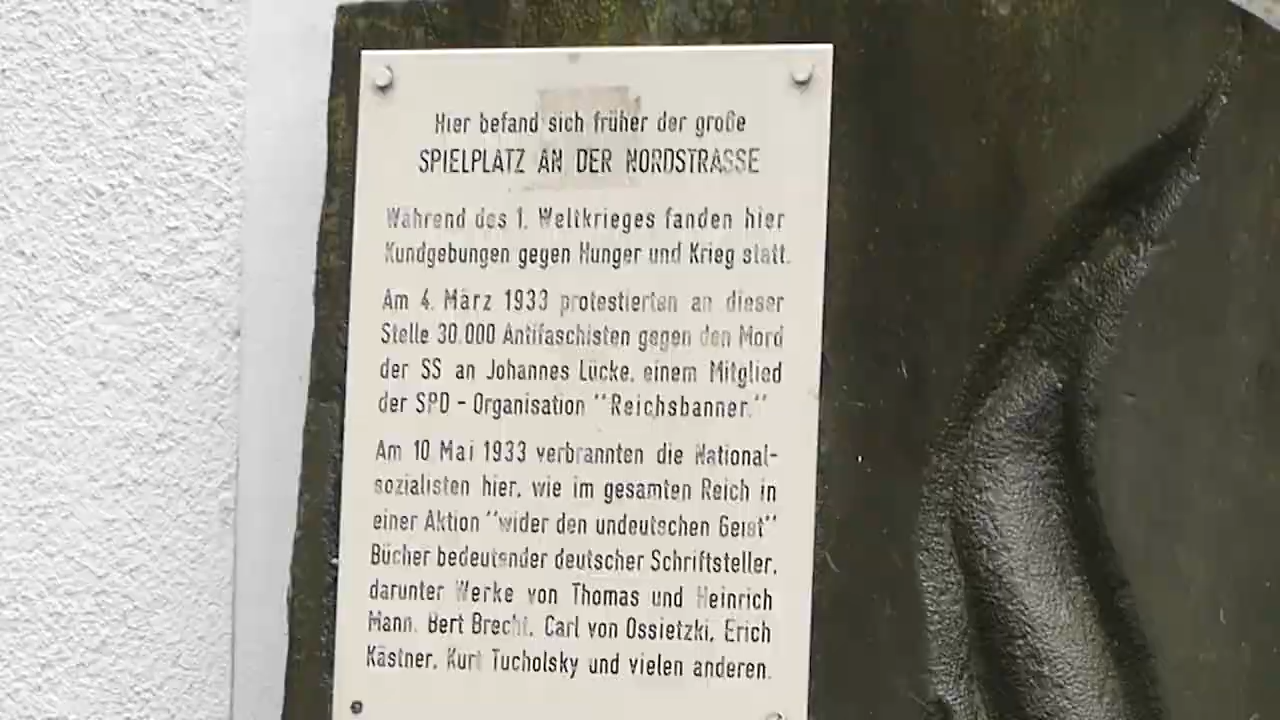 Hier befand sich früher der große
SPIELPLATZ AN DER NORDSTRASSE
Während des 1. Weltkrieges fanden hier
Kundgebungen gegen Hunger und Krieg statt.
Am 4. März 1933 protestierten an dieser
Stelle 30.000 Antifaschisten gegen den Mord
der SS an Johannes Lücke, einem Mitglied
der SPD - Organisation "Reichsbanner."
Am 10 Mai 1933 verbrannten die National-
sozialisten hier, wie im gesamten Reich in
einer Aktion "wider den undeutschen Geist"
Bücher bedeutender deutscher Schriftsteller,
darunter Werke von Thomas und Heinrich
Mann, Bert Brecht, Carl von Ossietzki, Erich
Kästner, Kurt Tucholsky und vielen anderen.